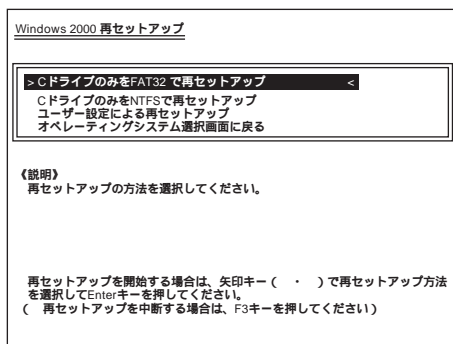 Windows 2000 再セットアップ
>CドライブのみをFAT32 で再セットアップ <
CドライブのみをNTFSで再セットアップ
ユーザー設定による再セットアップ
オペレーティングシステム選択画面に戻る
《説明》
再セットアップの方法を選択してください。
再セットアップを開始する場合は、矢印キー( ・ )で再セットアップ方法
を選択してEnterキーを押してください。
( 再セットアップを中断する場合は、F3キーを押してください)